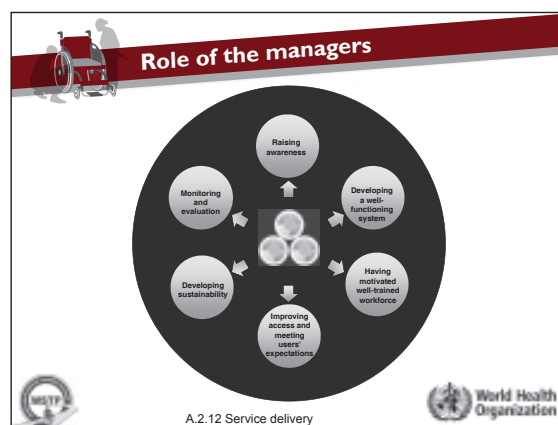 Role of the managers
Raising
awareness
Developing
a well-
functioning
system
Having
motivated
well-trained
workforce
Improving
access and
meeting
users'
expectations
Developing
sustainability
Monitoring
and
evaluation
WSTP
A.2.12 Service delivery
World Health
Organization